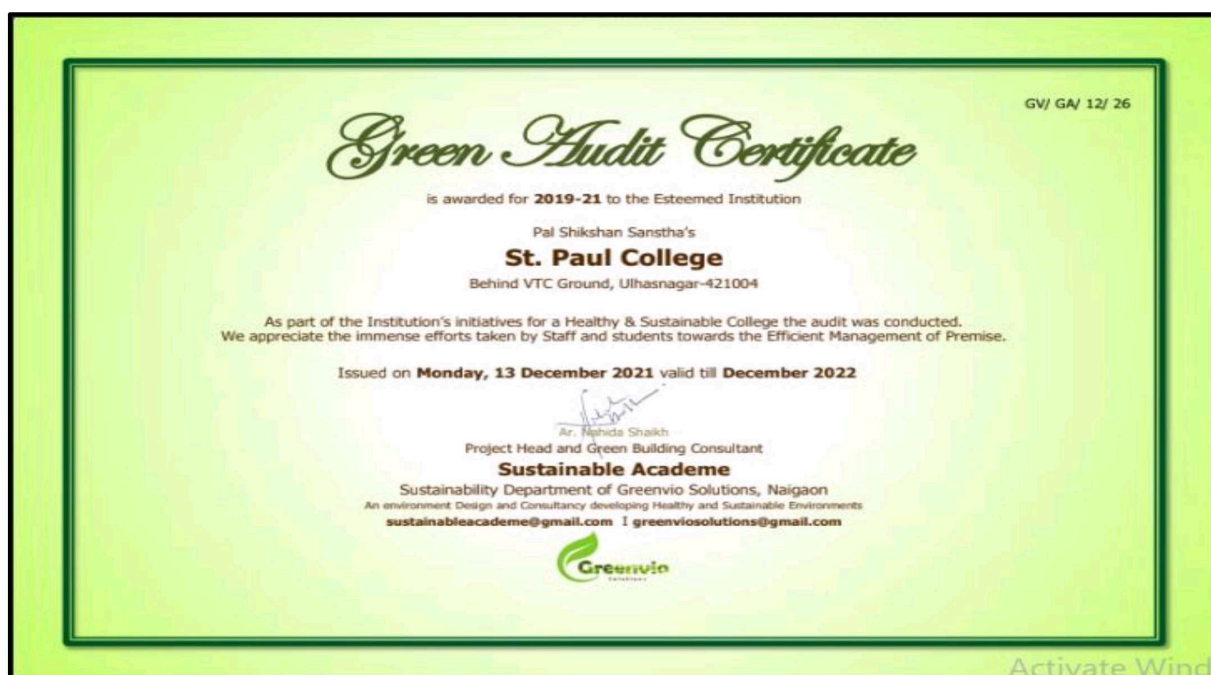 GV/ GA/ 12/ 26
Green Audit Certificate
is awarded for 2019-21 to the Esteemed Institution
Pal Shikshan Sanstha's
St. Paul College
Behind VTC Ground, Ulhasnagar-421004
As part of the Institution's initiatives for a Healthy & Sustainable College the audit was conducted.
We appreciate the immense efforts taken by Staff and students towards the Efficient Management of Premise.
Issued on Monday, 13 December 2021 valid till December 2022
Ar. Nahida Shaikh
Project Head and Green Building Consultant
Sustainable Academe
Sustainability Department of Greenvio Solutions, Naigaon
An environment Design and Consultancy developing Healthy and Sustainable Environments
sustainableacademe@gmail.com I greenviosolutions@gmail.com
Greenvio
Solutions
Activate Wind